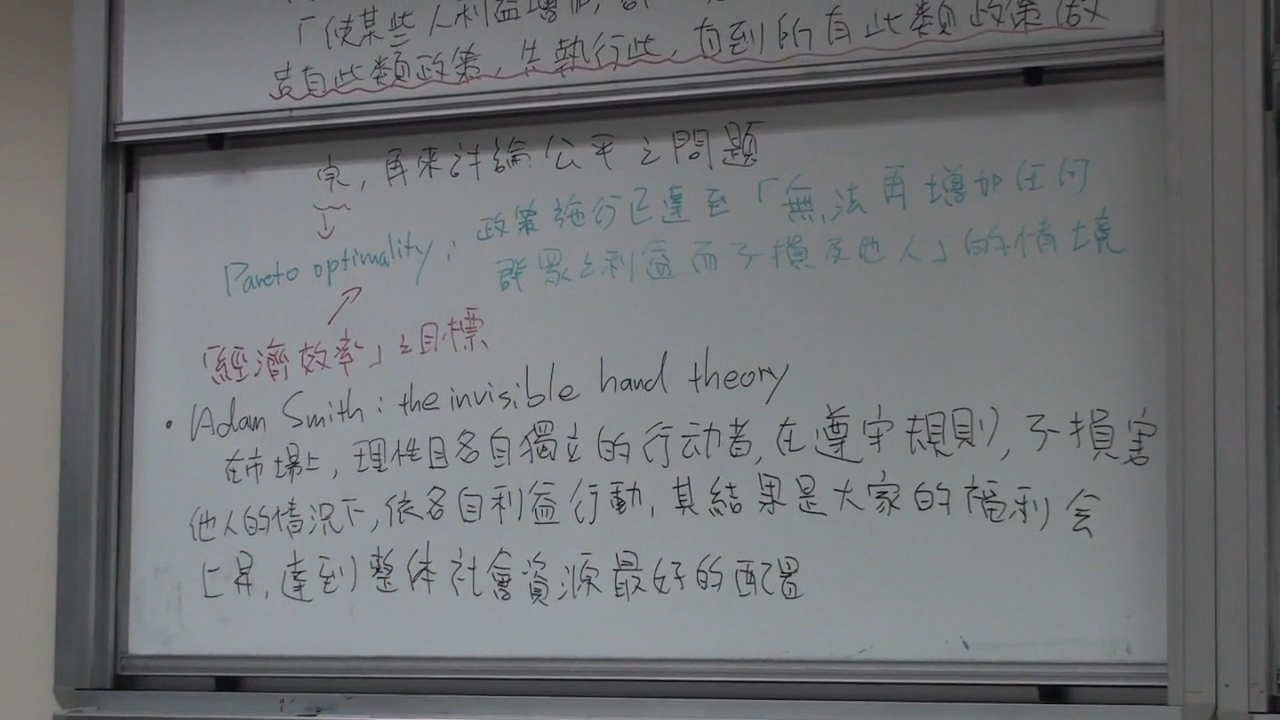 「使某些人利益增加,
若有此類政策,先執行此,直到所有此類政策做
完,再來討論公平之問題
Pareto optimality: 政策施行已達至「無法再增加任何
群眾之利益而不損及他人」的情境
「經濟效率」之目標
• Adam Smith: the invisible hand theory
在市場上,理性且各自獨立的行动者,在遵守規則,不損害
他人的情況下,依各自利益行動,其結果是大家的福利會
上昇,達到整体社會資源最好的配置